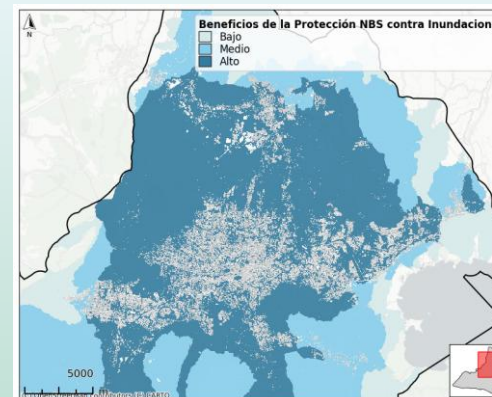 N
Beneficios de la Protección NBS contra Inundacion
Bajo
Medio
Alto
5000